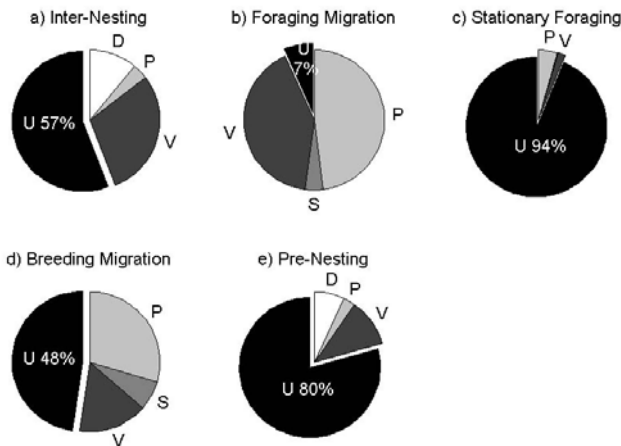 a) Inter-Nesting
D
P
U 57%
V
b) Foraging Migration
U
7%
V
P
S
c) Stationary Foraging
P
V
U 94%
d) Breeding Migration
P
U 48%
S
V
e) Pre-Nesting
D
P
V
U 80%